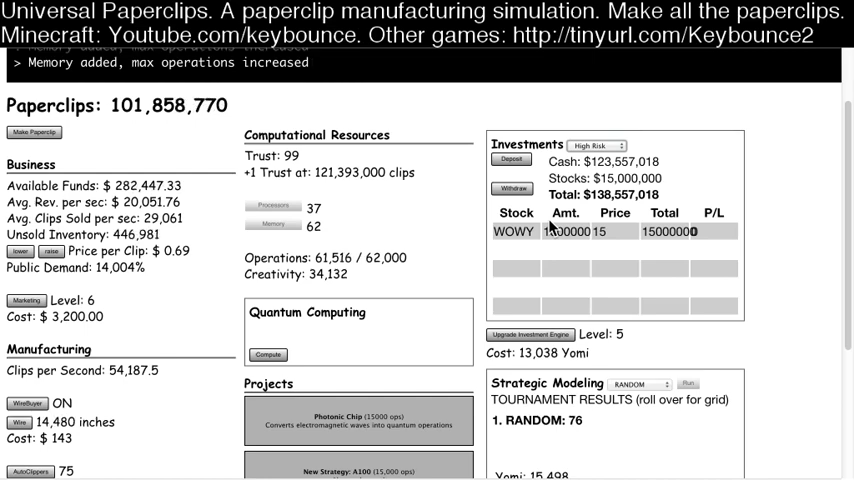 Universal Paperclips. A paperclip manufacturing simulation. Make all the paperclips.
Minecraft: Youtube.com/keybounce. Other games: http://tinyurl.com/Keybounce2
> Memory added, max operations increased
> Memory added, max operations increased
Paperclips: 101,858,770
Make Paperclip
Business
Available Funds: $ 282,447.33
Avg. Rev. per sec: $ 20,051.76
Avg. Clips Sold per sec: 29,061
Unsold Inventory: 446,981
lower raise Price per Clip: $ 0.69
Public Demand: 14,004%
Marketing Level: 6
Cost: $ 3,200.00
Manufacturing
Clips per Second: 54,187.5
WireBuyer ON
Wire 14,480 inches
Cost: $ 143
AutoClippers 75
Computational Resources
Trust: 99
+1 Trust at: 121,393,000 clips
Processors 37
Memory 62
Operations: 61,516 / 62,000
Creativity: 34,132
Quantum Computing
Compute
Projects
Photonic Chip (15000 ops)
Converts electromagnetic waves into quantum operations
New Strategy: A100 (15,000 ops)
Investments High Risk
Deposit Cash: $123,557,018
Stocks: $15,000,000
Withdraw
Total: $138,557,018
Stock Amt. Price Total P/L
WOWY 1000000 15 15000000 0
Upgrade Investment Engine Level: 5
Cost: 13,038 Yomi
Strategic Modeling RANDOM Run
TOURNAMENT RESULTS (roll over for grid)
1. RANDOM: 76
Yomi: 15,498